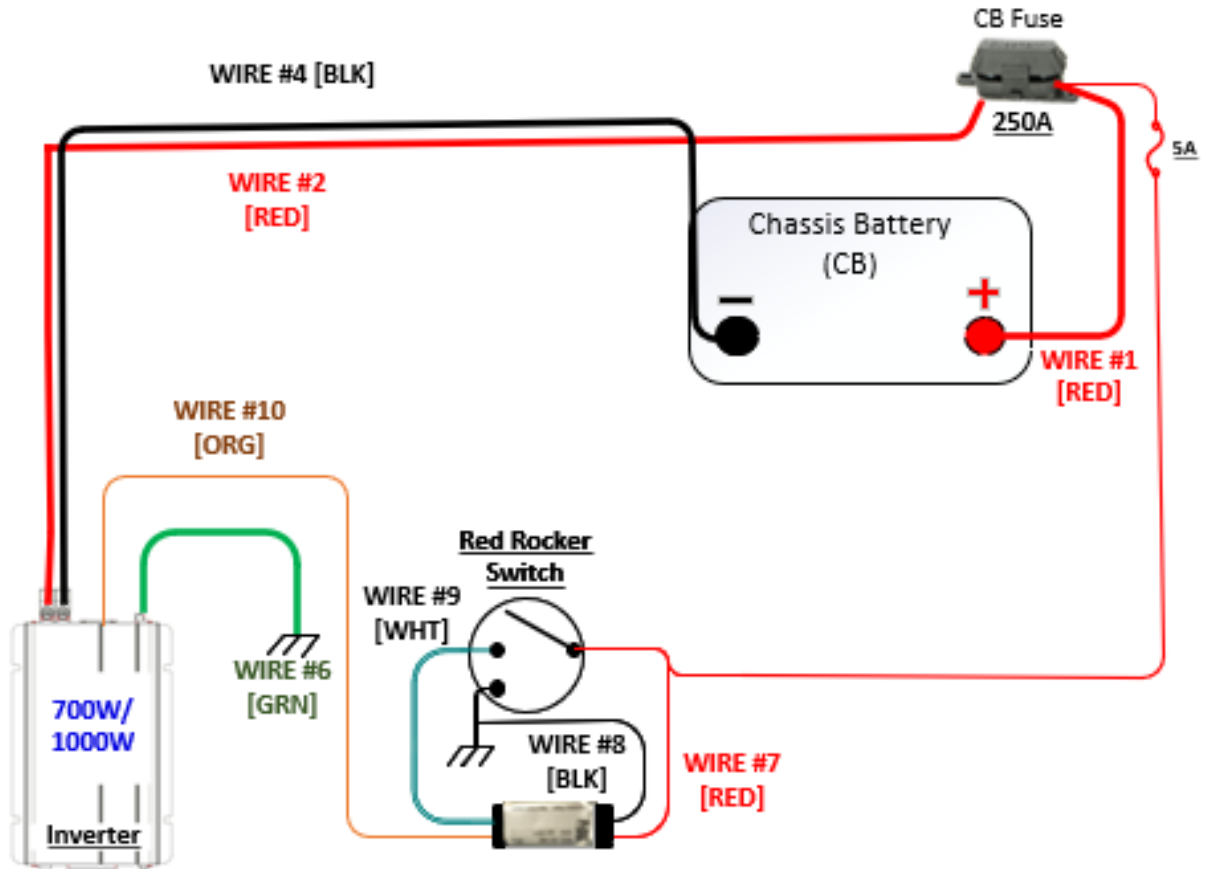 CB Fuse
WIRE #4 [BLK]
250A
5A
WIRE #2
[RED]
Chassis Battery
(CB)
WIRE #1
[RED]
WIRE #10
[ORG]
Red Rocker
Switch
WIRE #9
[WHT]
WIRE #6
[GRN]
700W/
1000W
WIRE #8
[BLK]
WIRE #7
[RED]
Inverter